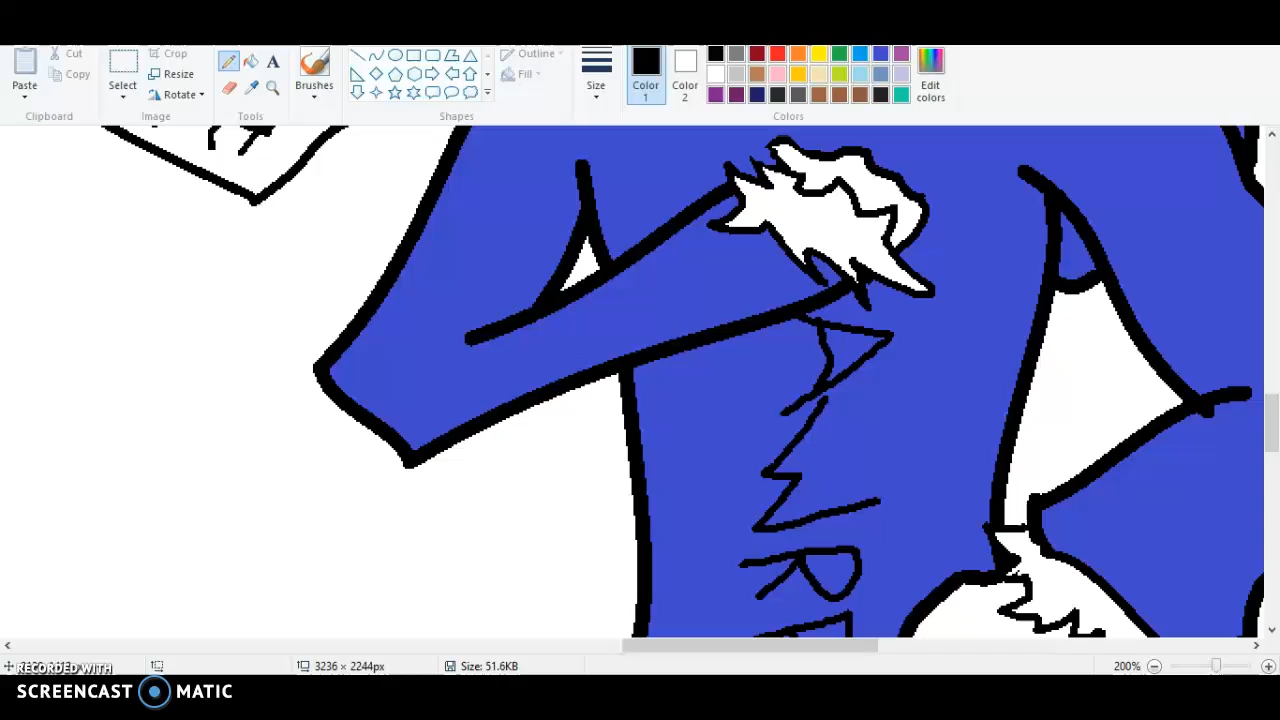 Cut
Copy
Paste
Clipboard
Select
Crop
Resize
Rotate
Image
A
Tools
Brushes
Shapes
Outline
Fill
Size
Color
1
Color
2
Edit
colors
Colors
3236 × 2244px
Size: 51.6KB
200%
RECORDED WITH
SCREENCAST MATIC